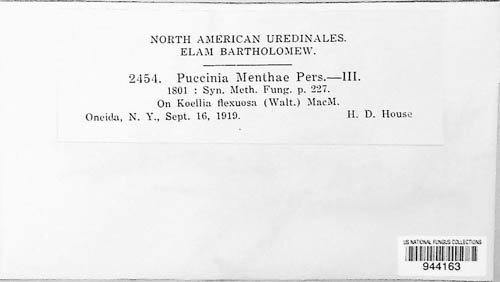 NORTH AMERICAN UREDINALES.
ELAM BARTHOLOMEW.
2454. Puccinia Menthae Pers.—III.
1801 : Syn. Meth. Fung. p. 227.
On Koellia flexuosa (Walt.) MacM.
Oneida, N. Y., Sept. 16, 1919. H. D. House
US NATIONAL FUNGUS COLLECTIONS
944163